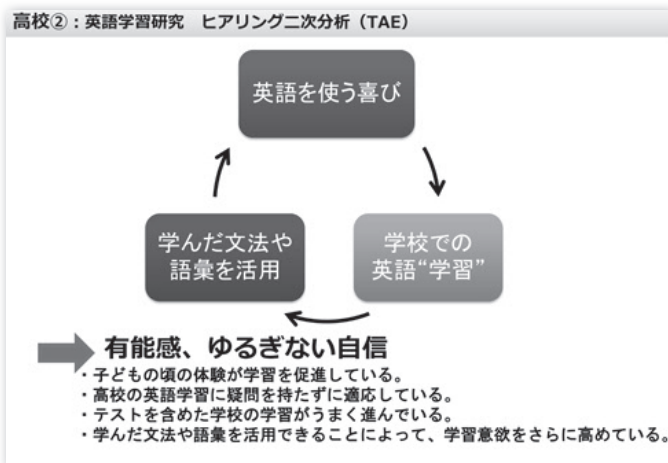 高校②：英語学習研究　ヒアリング二次分析（TAE）
英語を使う喜び
学んだ文法や
語彙を活用
学校での
英語“学習”
有能感、ゆるぎない自信
・子どもの頃の体験が学習を促進している。
・高校の英語学習に疑問を持たずに適応している。
・テストを含めた学校の学習がうまく進んでいる。
・学んだ文法や語彙を活用できることによって、学習意欲をさらに高めている。